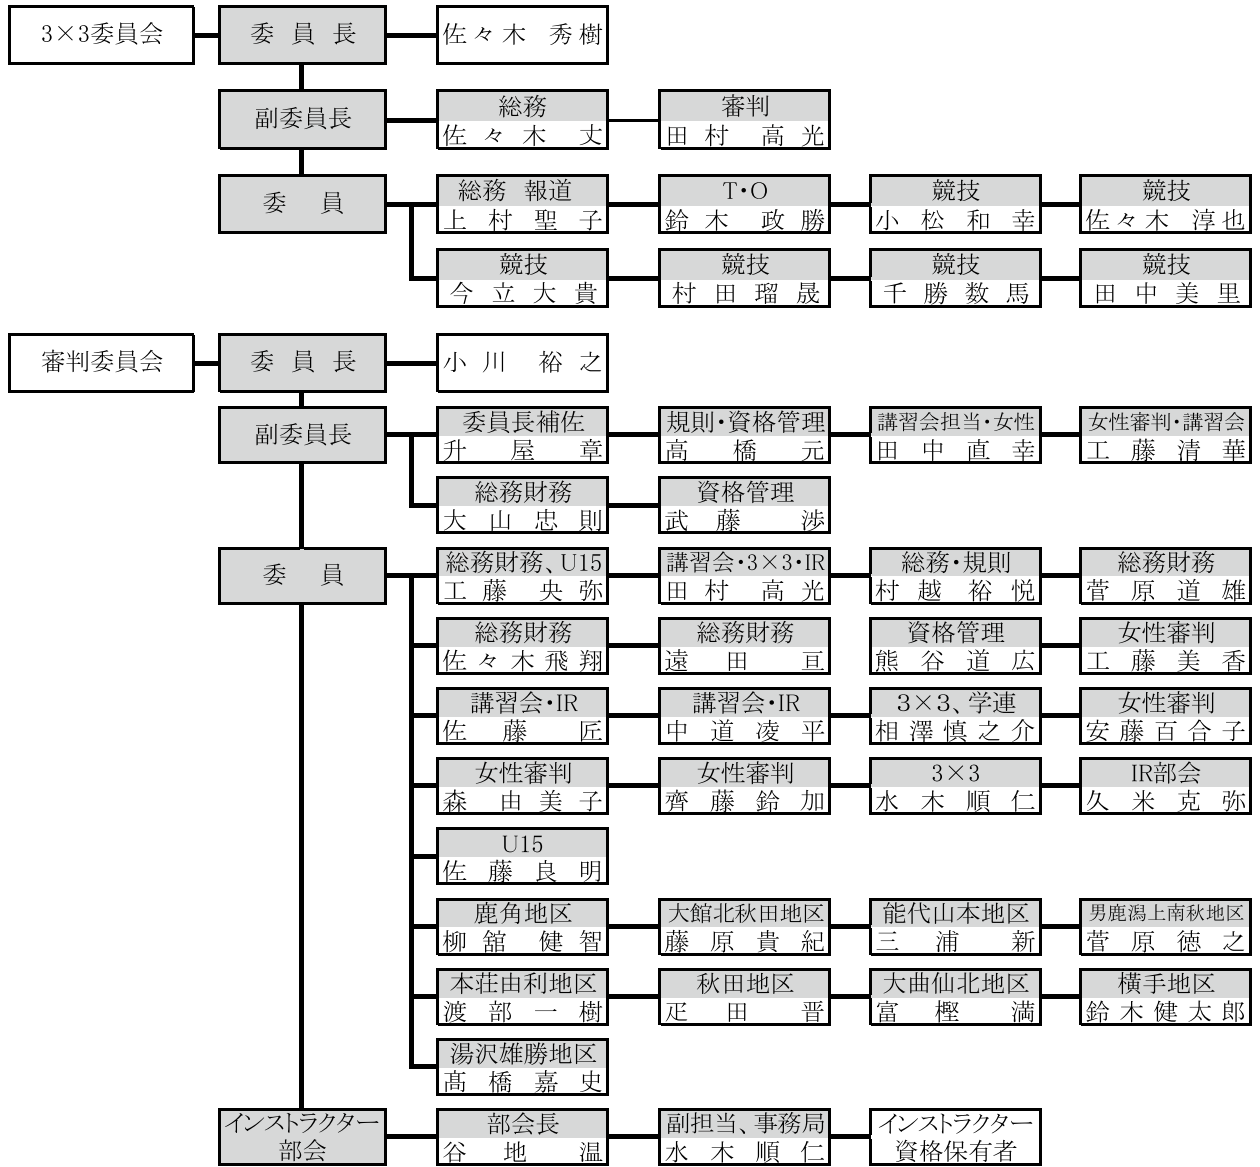 3×3委員会 委員長 佐々木 秀樹
副委員長 総務 審判
佐々木 丈 田村 高光
委員 総務 報道 T・O 競技 競技
上村聖子 鈴木 政勝 小松和幸 佐々木 淳也
競技 競技 競技 競技
今立大貴 村田瑠晟 千勝数馬 田中美里
審判委員会 委員長 小川 裕之
副委員長 委員長補佐 規則・資格管理 講習会担当・女性 女性審判・講習会
升屋章 高橋元 田中直幸 工藤清華
総務財務 資格管理
大山忠則 武藤 渉
委員 総務財務、U15 講習会・3×3・IR 総務・規則 総務財務
工藤 央弥 田村 高光 村越裕悦 菅原道雄
総務財務 総務財務 資格管理 女性審判
佐々木飛翔 遠田 亘 熊谷道広 工藤美香
講習会・IR 講習会・IR 3×3、学連 女性審判
佐藤匠 中道凌平 相澤慎之介 安藤百合子
女性審判 女性審判 3×3 IR部会
森 由美子 齊藤鈴加 水木順仁 久米克弥
U15
佐藤良明
鹿角地区 大館北秋田地区 能代山本地区 男鹿潟上南秋地区
柳舘 健智 藤原貴紀 三浦新 菅原徳之
本荘由利地区 秋田地区 大曲仙北地区 横手地区
渡部一樹 疋田 晋 富樫 満 鈴木健太郎
湯沢雄勝地区
髙橋嘉史
インストラクター 部会長 副担当、事務局 インストラクター
部会 谷地 温 水木順仁 資格保有者